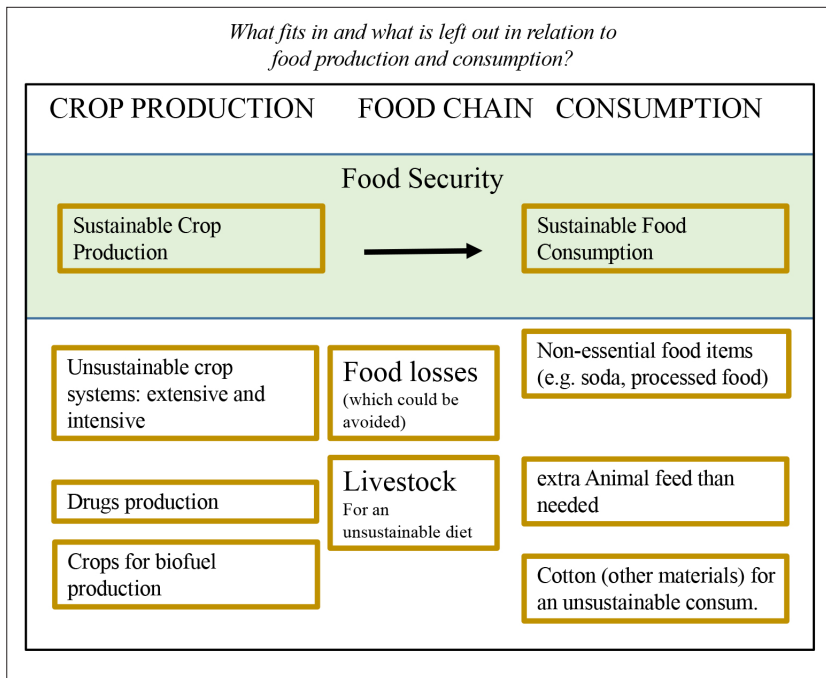 What fits in and what is left out in relation to
food production and consumption?
CROP PRODUCTION
FOOD CHAIN
CONSUMPTION
Food Security
Sustainable Crop
Production
Sustainable Food
Consumption
Unsustainable crop
systems: extensive and
intensive
Drugs production
Crops for biofuel
production
Food losses
(which could be
avoided)
Livestock
For an
unsustainable diet
Non-essential food items
(e.g. soda, processed food)
extra Animal feed than
needed
Cotton (other materials) for
an unsustainable consum.